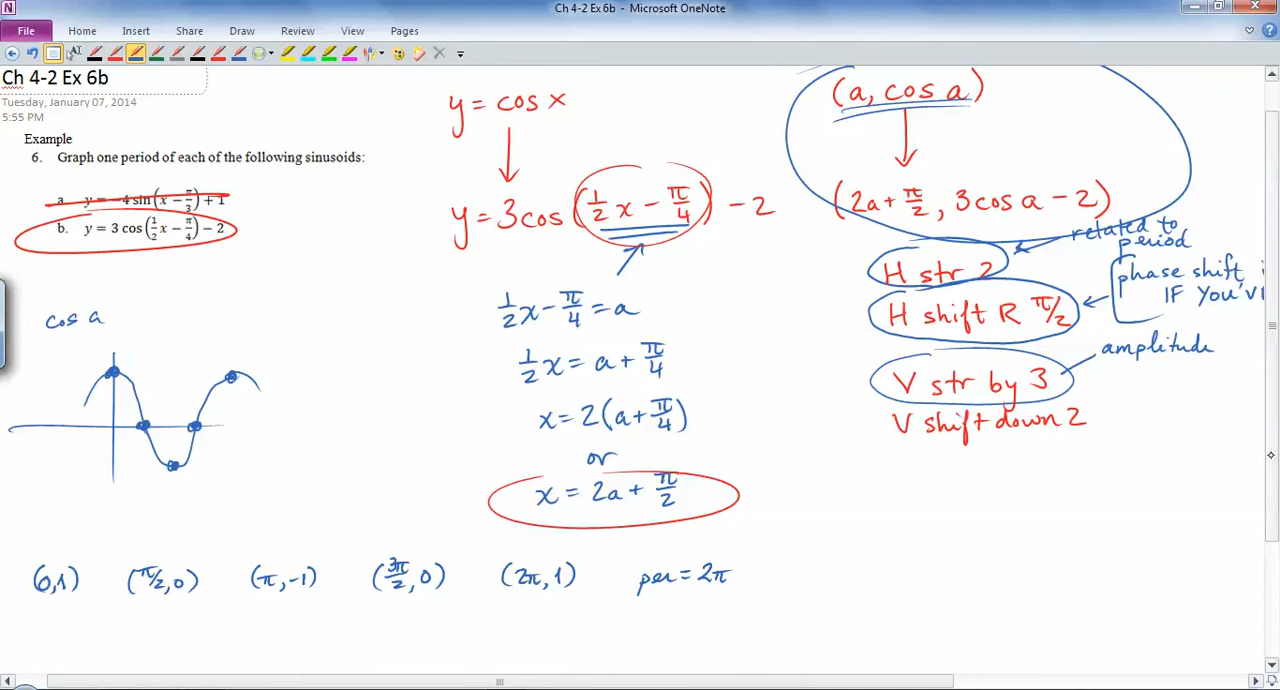 Ch 4-2 Ex 6b - Microsoft OneNote
File Home Insert Share Draw Review View Pages
Ch 4-2 Ex 6b
Tuesday, January 07, 2014
5:55 PM
Example
6. Graph one period of each of the following sinusoids:
a. y = −4 sin(x − π/3) + 1
b. y = 3 cos(1/2 x − π/4) − 2
cos a
y = cos x
y = 3cos(1/2 x − π/4) − 2
1/2 x − π/4 = a
1/2 x = a + π/4
x = 2(a + π/4)
or
x = 2a + π/2
(a, cos a)
(2a + π/2, 3cos a − 2)
related to
period
H str 2
phase shift i
IF YOU'V
H shift R π/2
amplitude
V str by 3
V shift down 2
(0,1) (π/2, 0) (π, -1) (3π/2, 0) (2π, 1) per = 2π